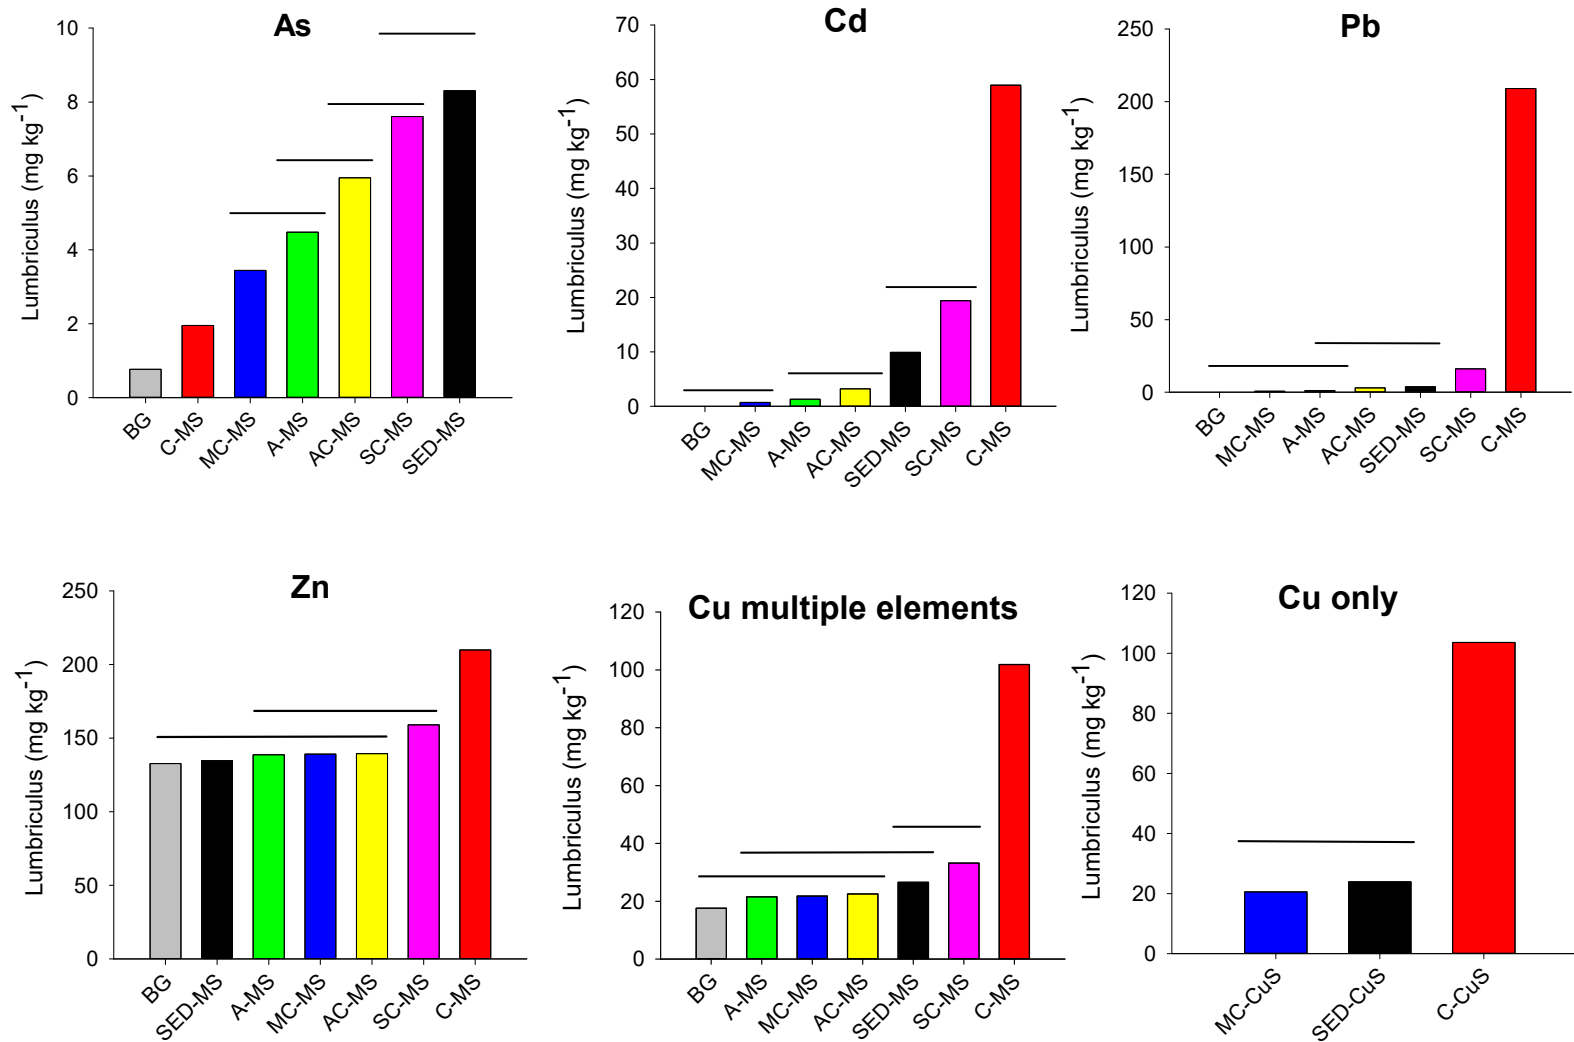 As
Lumbriculus (mg kg-1)
10
8
6
4
2
0
BG
C-MS
MC-MS
A-MS
AC-MS
SC-MS
SED-MS
Cd
Lumbriculus (mg kg-1)
70
60
50
40
30
20
10
0
BG
MC-MS
A-MS
AC-MS
SED-MS
SC-MS
C-MS
Pb
Lumbriculus (mg kg-1)
250
200
150
100
50
0
BG
MC-MS
A-MS
AC-MS
SED-MS
SC-MS
C-MS
Zn
Lumbriculus (mg kg-1)
250
200
150
100
50
0
BG
SED-MS
A-MS
MC-MS
AC-MS
SC-MS
C-MS
Cu multiple elements
Lumbriculus (mg kg-1)
120
100
80
60
40
20
0
BG
A-MS
MC-MS
AC-MS
SED-MS
SC-MS
C-MS
Cu only
Lumbriculus (mg kg-1)
120
100
80
60
40
20
0
MC-CuS
SED-CuS
C-CuS